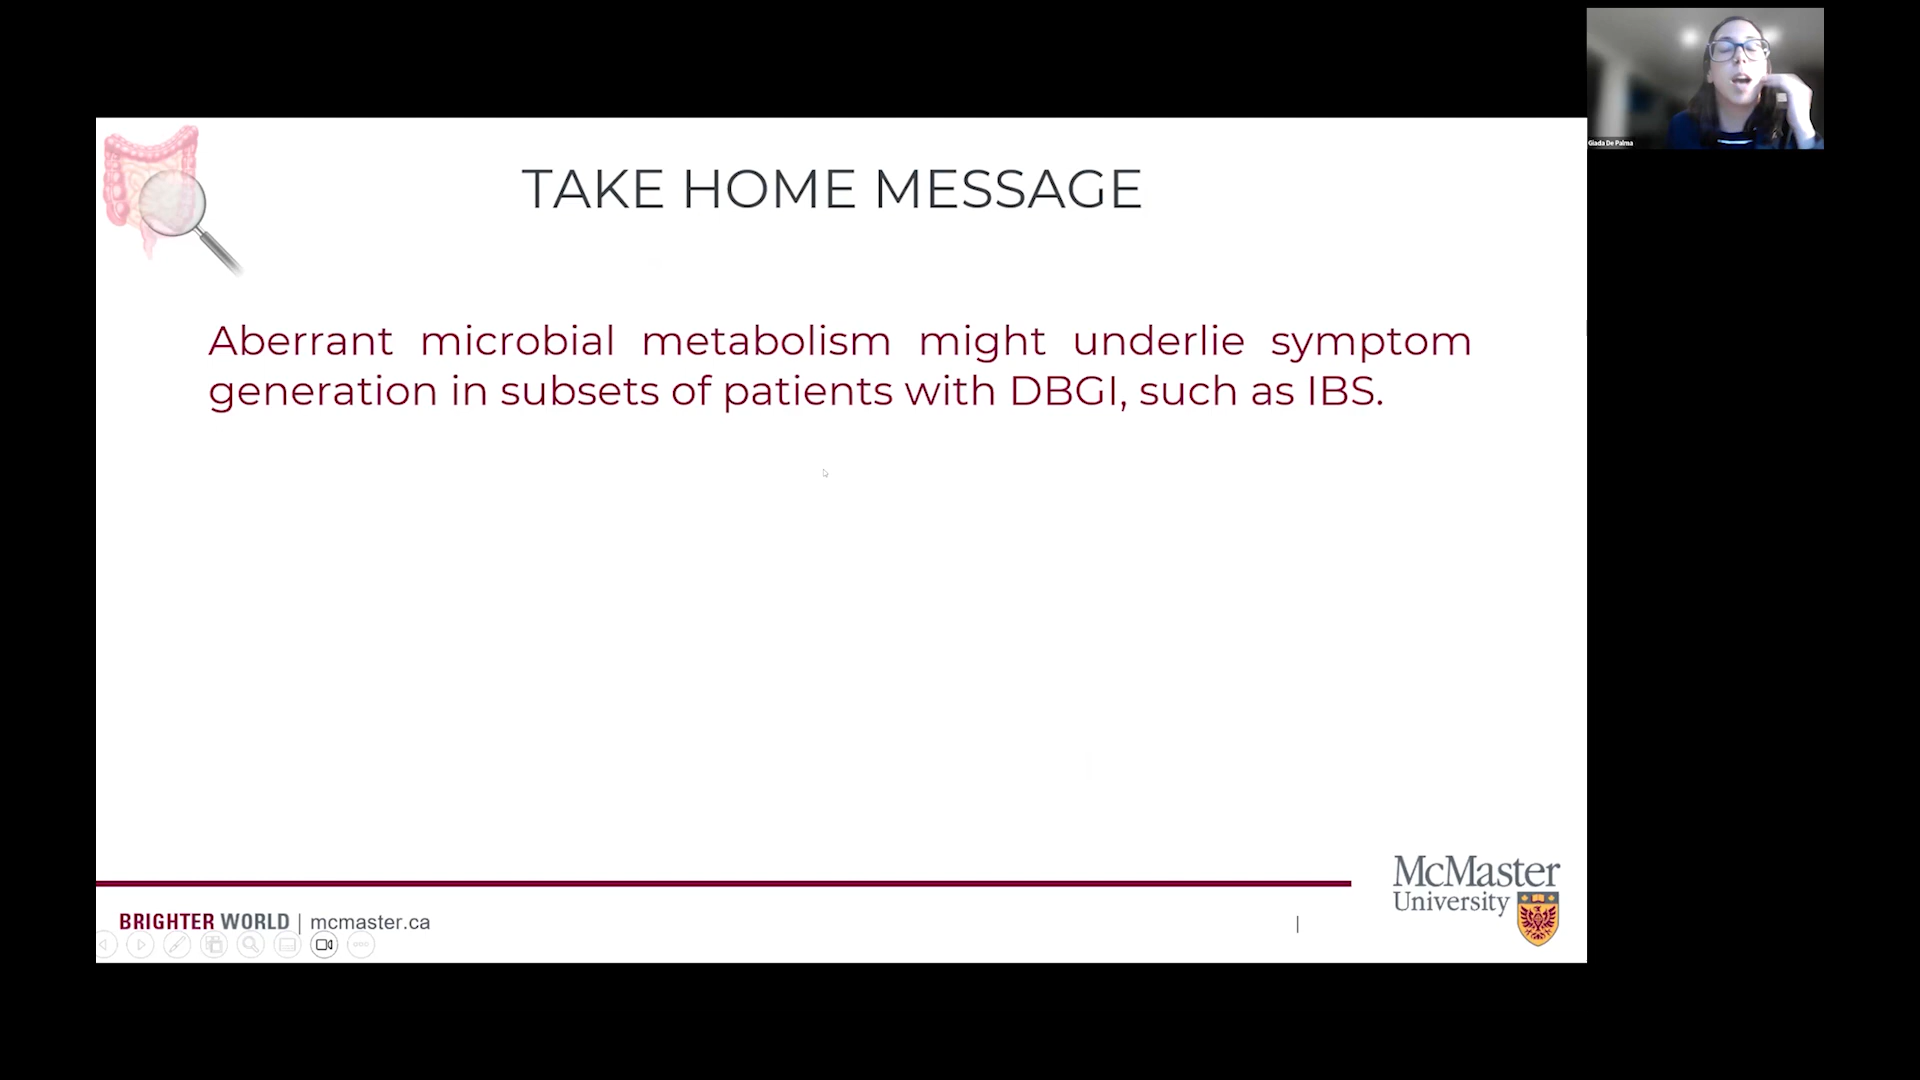 Giada De Palma
TAKE HOME MESSAGE
Aberrant microbial metabolism might underlie symptom
generation in subsets of patients with DBGI, such as IBS.
McMaster
University
BRIGHTER WORLD | mcmaster.ca